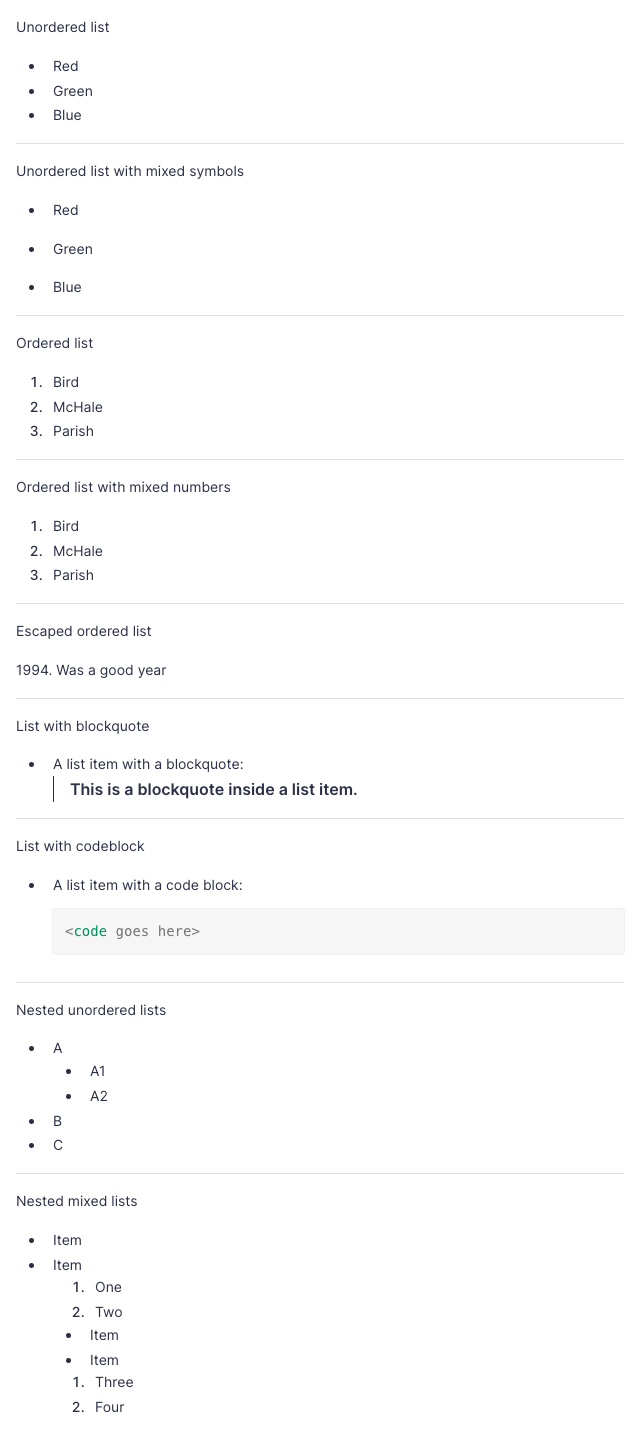 Unordered list
• Red
• Green
• Blue
Unordered list with mixed symbols
• Red
• Green
• Blue
Ordered list
1. Bird
2. McHale
3. Parish
Ordered list with mixed numbers
1. Bird
2. McHale
3. Parish
Escaped ordered list
1994. Was a good year
List with blockquote
• A list item with a blockquote:
This is a blockquote inside a list item.
List with codeblock
• A list item with a code block:
<code goes here>
Nested unordered lists
• A
• A1
• A2
• B
• C
Nested mixed lists
• Item
• Item
1. One
2. Two
• Item
• Item
1. Three
2. Four